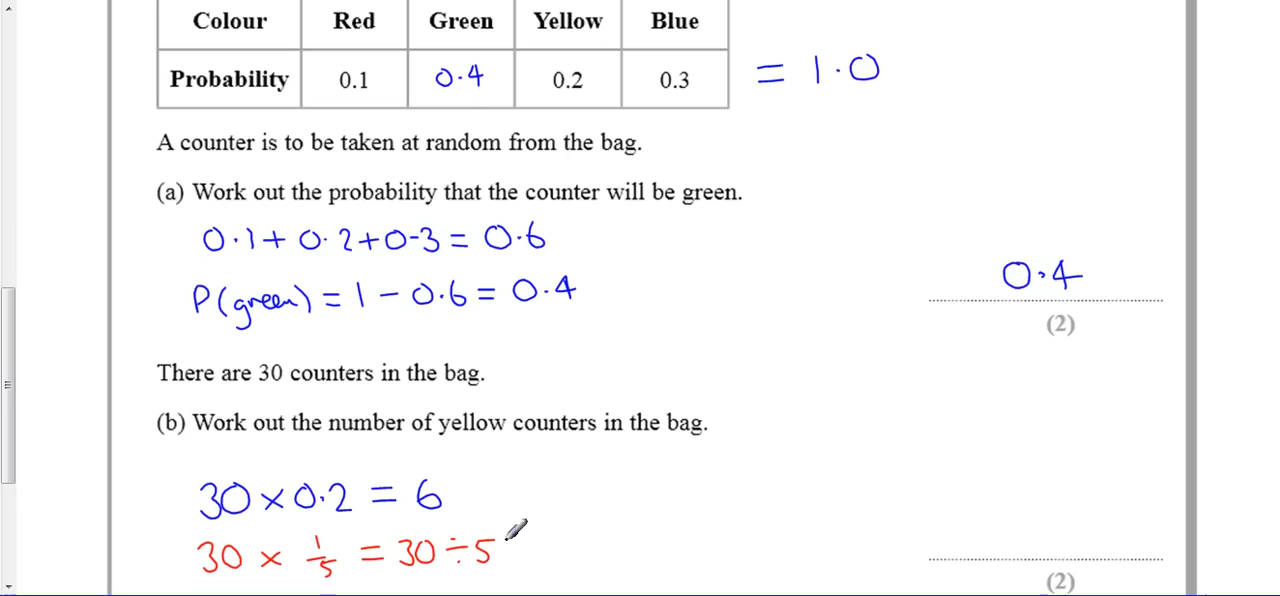 Colour Red Green Yellow Blue
Probability 0.1 0.4 0.2 0.3 = 1.0
A counter is to be taken at random from the bag.
(a) Work out the probability that the counter will be green.
0.1 + 0.2 + 0.3 = 0.6
P(green) = 1 - 0.6 = 0.4
0.4
(2)
There are 30 counters in the bag.
(b) Work out the number of yellow counters in the bag.
30 × 0.2 = 6
30 × 1/5 = 30 ÷ 5
(2)